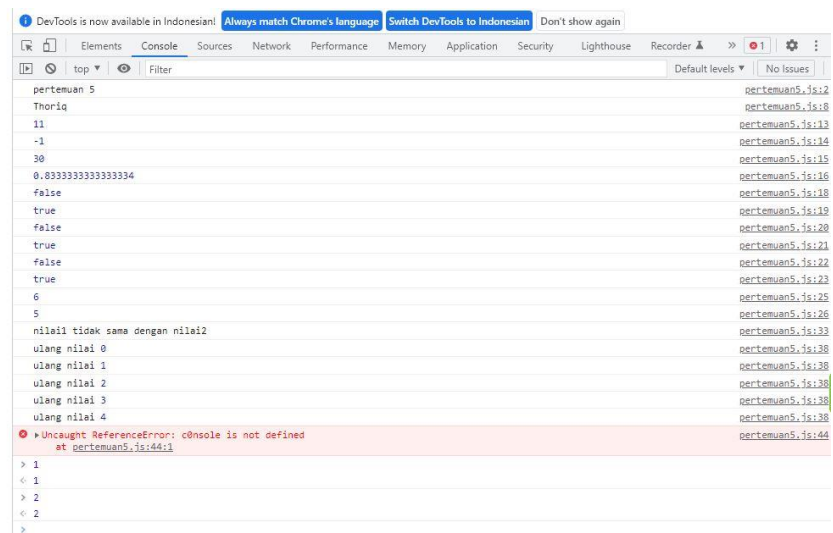 DevTools is now available in Indonesian! Always match Chrome's language Switch DevTools to Indonesian Don't show again
Elements Console Sources Network Performance Memory Application Security Lighthouse Recorder » 1
top ▼ Filter Default levels ▼ No Issues
pertemuan 5 pertemuan5.js:2
Thoriq pertemuan5.js:8
11 pertemuan5.js:13
-1 pertemuan5.js:14
30 pertemuan5.js:15
0.8333333333333334 pertemuan5.js:16
false pertemuan5.js:18
true pertemuan5.js:19
false pertemuan5.js:20
true pertemuan5.js:21
false pertemuan5.js:22
true pertemuan5.js:23
6 pertemuan5.js:25
5 pertemuan5.js:26
nilai1 tidak sama dengan nilai2 pertemuan5.js:33
ulang nilai 0 pertemuan5.js:38
ulang nilai 1 pertemuan5.js:38
ulang nilai 2 pertemuan5.js:38
ulang nilai 3 pertemuan5.js:38
ulang nilai 4 pertemuan5.js:38
Uncaught ReferenceError: c0nsole is not defined pertemuan5.js:44
at pertemuan5.js:44:1
> 1
< 1
> 2
< 2
>